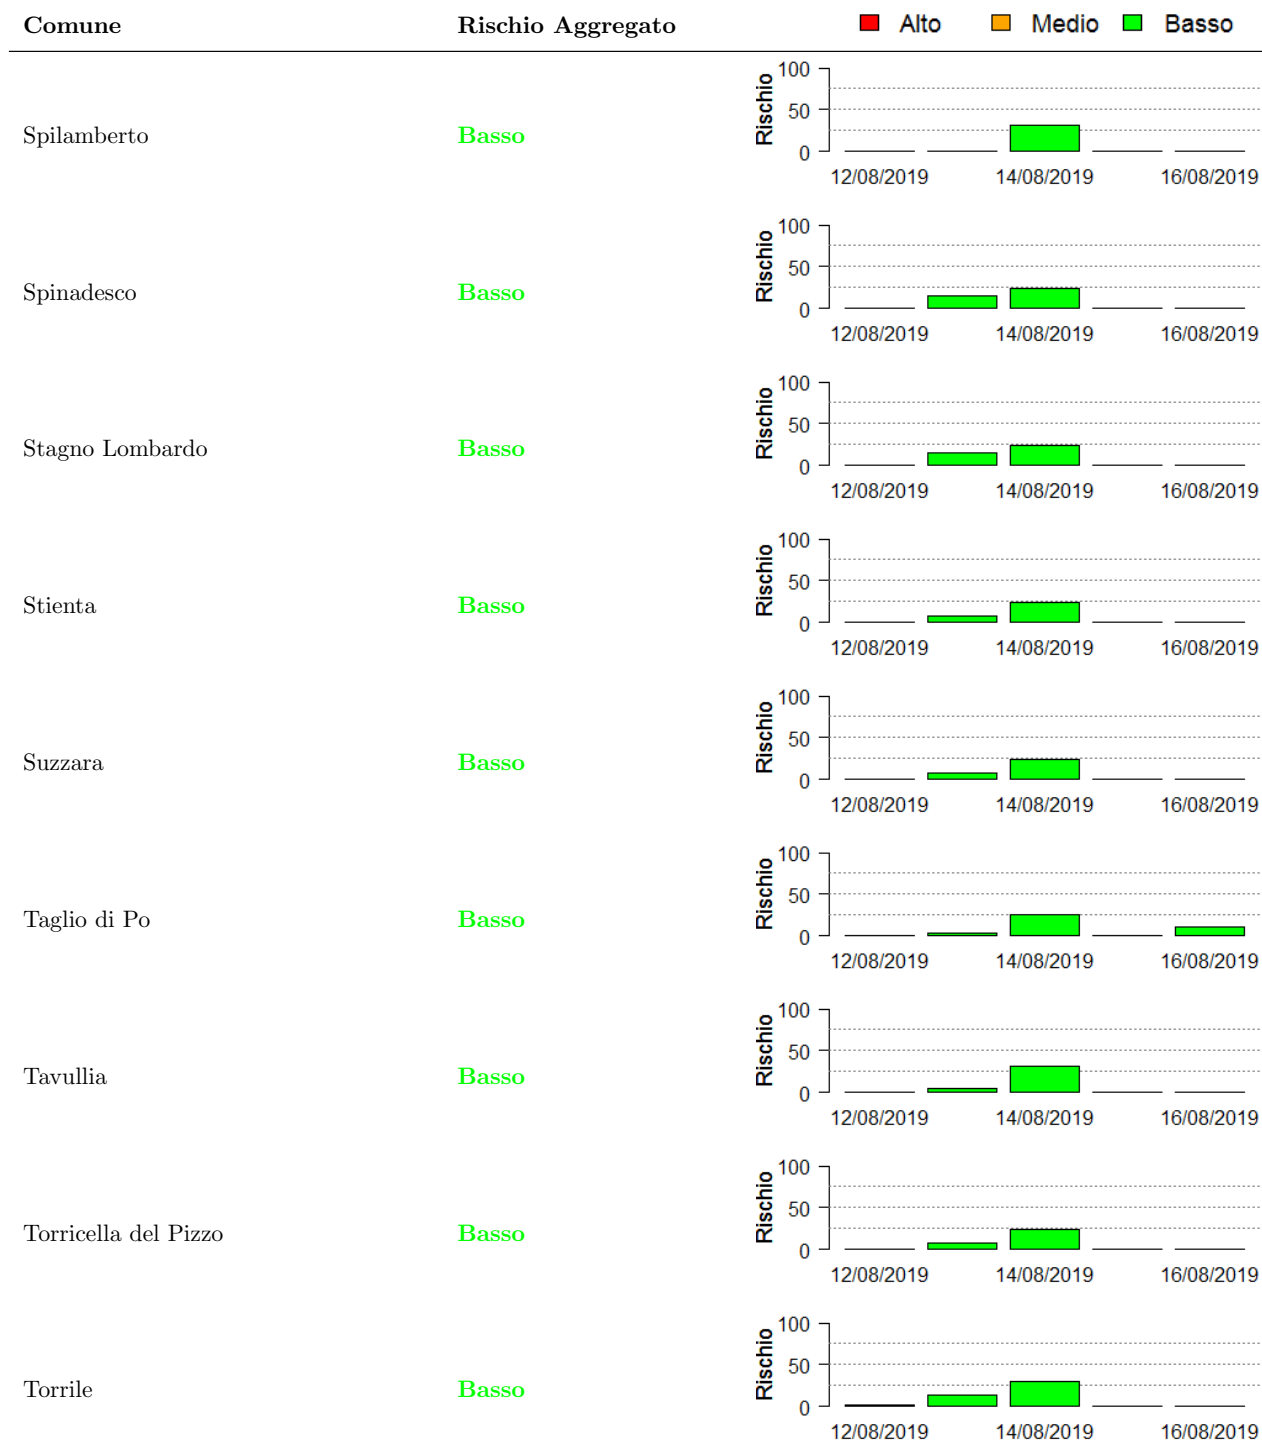 Comune Rischio Aggregato Alto Medio Basso
100
Rischio
50
Spilamberto Basso
0
12/08/2019 14/08/2019 16/08/2019
100
Rischio
50
Spinadesco Basso
0
12/08/2019 14/08/2019 16/08/2019
100
Rischio
50
Stagno Lombardo Basso
0
12/08/2019 14/08/2019 16/08/2019
100
Rischio
50
Stienta Basso
0
12/08/2019 14/08/2019 16/08/2019
100
Rischio
50
Suzzara Basso
0
12/08/2019 14/08/2019 16/08/2019
100
Rischio
50
Taglio di Po Basso
0
12/08/2019 14/08/2019 16/08/2019
100
Rischio
50
Tavullia Basso
0
12/08/2019 14/08/2019 16/08/2019
100
Rischio
50
Torricella del Pizzo Basso
0
12/08/2019 14/08/2019 16/08/2019
100
Rischio
50
Torrile Basso
0
12/08/2019 14/08/2019 16/08/2019